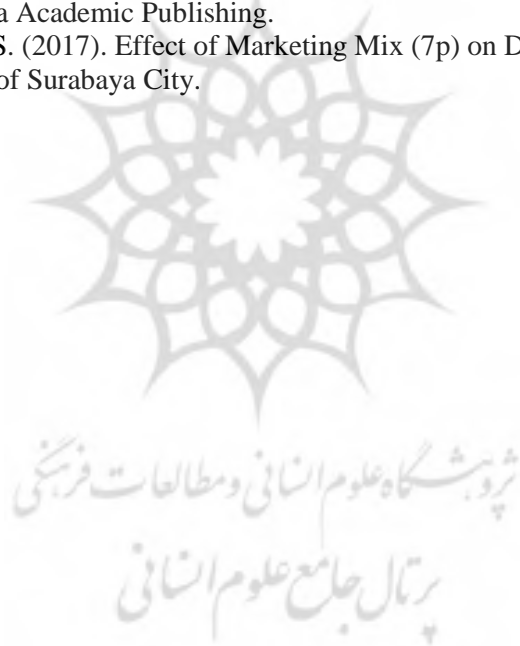 a Academic Publishing.
S. (2017). Effect of Marketing Mix (7p) on D
of Surabaya City.
پژوهشگاه علوم انسانی و مطالعات فرهنگی
پرتال جامع علوم انسانی